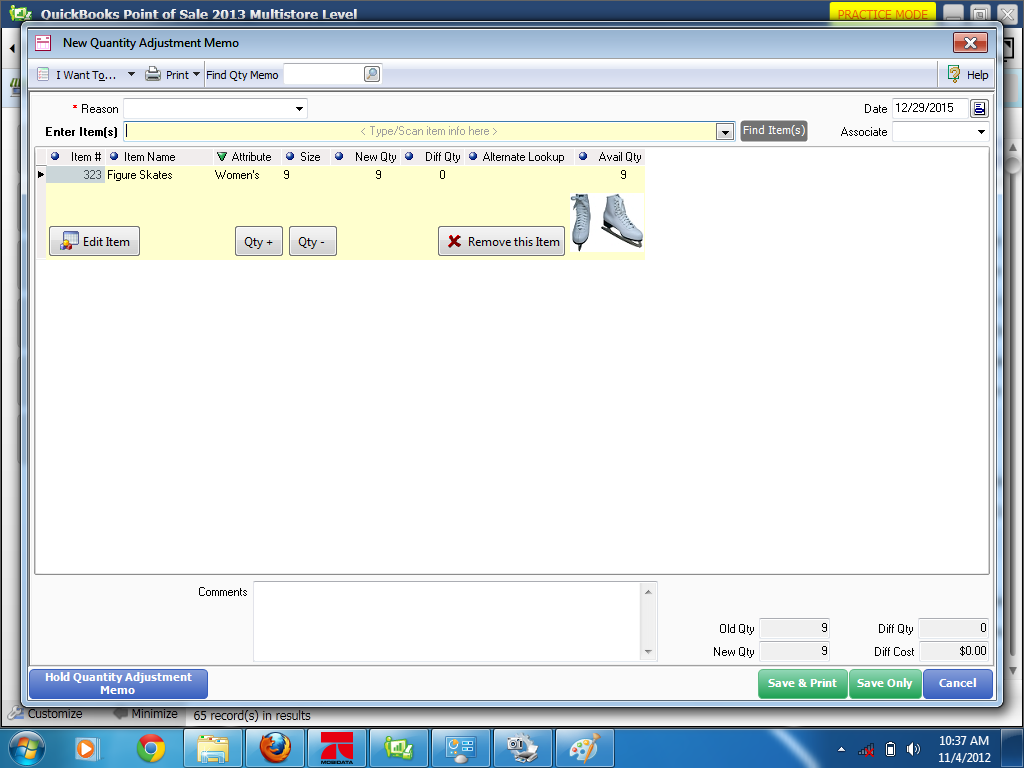 QuickBooks Point of Sale 2013 Multistore Level
PRACTICE MODE
New Quantity Adjustment Memo
I Want To... Print Find Qty Memo Help
* Reason Date 12/29/2015
Enter Item(s) < Type/Scan item info here > Find Item(s) Associate
Item # Item Name Attribute Size New Qty Diff Qty Alternate Lookup Avail Qty
323 Figure Skates Women's 9 9 0 9
Edit Item Qty + Qty - Remove this Item
Comments
Old Qty 9 Diff Qty 0
New Qty 9 Diff Cost $0.00
Hold Quantity Adjustment
Memo
Save & Print Save Only Cancel
Customize Minimize 65 record(s) in results
MOBIDATA
10:37 AM
11/4/2012